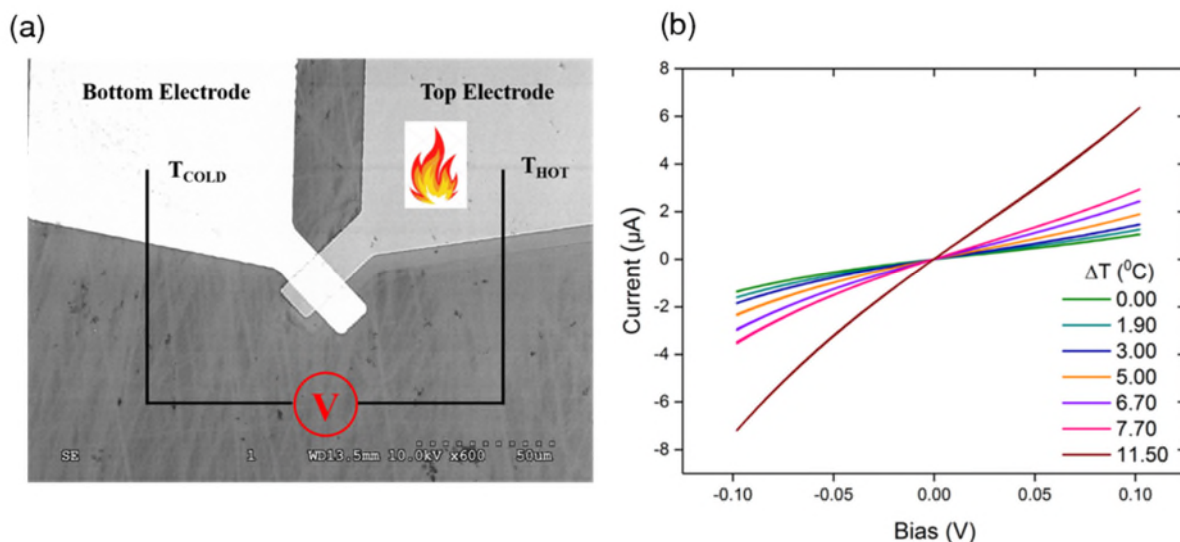 (a)
Bottom Electrode
Top Electrode
T_COLD
T_HOT
V
SE 1 WD13.5mm 10.0kV x600 50um
(b)
8
6
4
2
0
-2
-4
-6
-8
Current (μA)
-0.10 -0.05 0.00 0.05 0.10
Bias (V)
ΔT (⁰C)
0.00
1.90
3.00
5.00
6.70
7.70
11.50